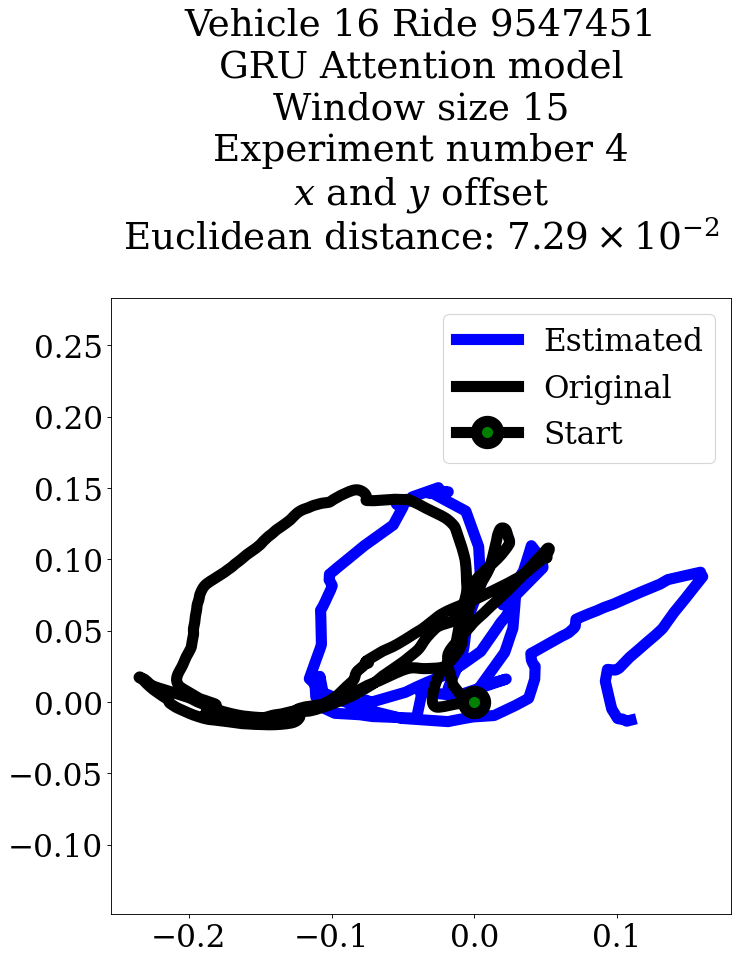 Vehicle 16 Ride 9547451
GRU Attention model
Window size 15
Experiment number 4
x and y offset
Euclidean distance: 7.29 × 10⁻²
Estimated
Original
Start
0.25
0.20
0.15
0.10
0.05
0.00
−0.05
−0.10
−0.2 −0.1 0.0 0.1